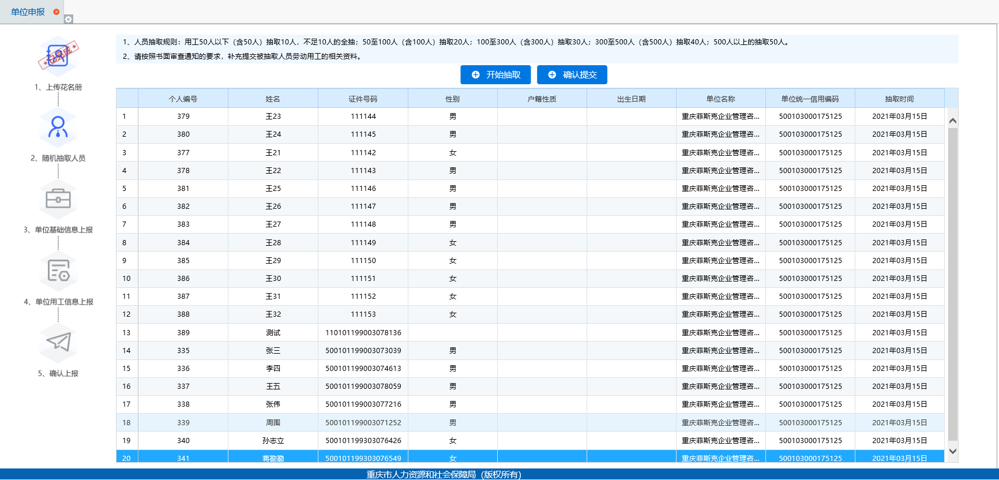 单位申报
1、人员抽取规则：用工50人以下（含50人）抽取10人，不足10人的全抽；50至100人（含100人）抽取20人；100至300人（含300人）抽取30人；300至500人（含500人）抽取40人；500人以上的抽取50人。
2、请按照书面审查通知的要求，补充提交被抽取人员劳动用工的相关资料。
开始抽取 确认提交
已完成
1、上传花名册
2、随机抽取人员
3、单位基础信息上报
4、单位用工信息上报
5、确认上报
个人编号 姓名 证件号码 性别 户籍性质 出生日期 单位名称 单位统一信用编码 抽取时间
1 379 王23 111144 男 重庆菲斯克企业管理咨... 500103000175125 2021年03月15日
2 380 王24 111145 男 重庆菲斯克企业管理咨... 500103000175125 2021年03月15日
3 377 王21 111142 女 重庆菲斯克企业管理咨... 500103000175125 2021年03月15日
4 378 王22 111143 男 重庆菲斯克企业管理咨... 500103000175125 2021年03月15日
5 381 王25 111146 男 重庆菲斯克企业管理咨... 500103000175125 2021年03月15日
6 382 王26 111147 男 重庆菲斯克企业管理咨... 500103000175125 2021年03月15日
7 383 王27 111148 男 重庆菲斯克企业管理咨... 500103000175125 2021年03月15日
8 384 王28 111149 女 重庆菲斯克企业管理咨... 500103000175125 2021年03月15日
9 385 王29 111150 女 重庆菲斯克企业管理咨... 500103000175125 2021年03月15日
10 386 王30 111151 女 重庆菲斯克企业管理咨... 500103000175125 2021年03月15日
11 387 王31 111152 女 重庆菲斯克企业管理咨... 500103000175125 2021年03月15日
12 388 王32 111153 女 重庆菲斯克企业管理咨... 500103000175125 2021年03月15日
13 389 测试 110101199003078136 重庆菲斯克企业管理咨... 500103000175125 2021年03月15日
14 335 张三 500101199003073039 男 重庆菲斯克企业管理咨... 500103000175125 2021年03月15日
15 336 李四 500101199003074613 男 重庆菲斯克企业管理咨... 500103000175125 2021年03月15日
16 337 王五 500101199003078059 男 重庆菲斯克企业管理咨... 500103000175125 2021年03月15日
17 338 张伟 500101199003077216 男 重庆菲斯克企业管理咨... 500103000175125 2021年03月15日
18 339 周围 500101199003071252 男 重庆菲斯克企业管理咨... 500103000175125 2021年03月15日
19 340 孙志立 500101199303076426 女 重庆菲斯克企业管理咨... 500103000175125 2021年03月15日
20 341 蒋勤勤 500101199303076549 女 重庆菲斯克企业管理咨... 500103000175125 2021年03月15日
重庆市人力资源和社会保障局（版权所有）